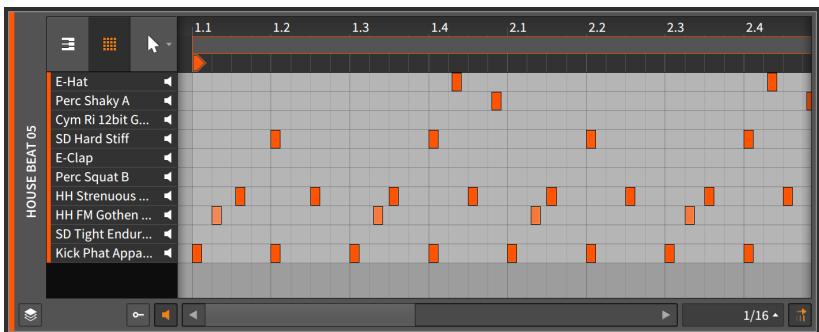 1.1 1.2 1.3 1.4 2.1 2.2 2.3 2.4
HOUSE BEAT 05
E-Hat
Perc Shaky A
Cym Ri 12bit G...
SD Hard Stiff
E-Clap
Perc Squat B
HH Strenuous ...
HH FM Gothen ...
SD Tight Endur...
Kick Phat Appa...
1/16